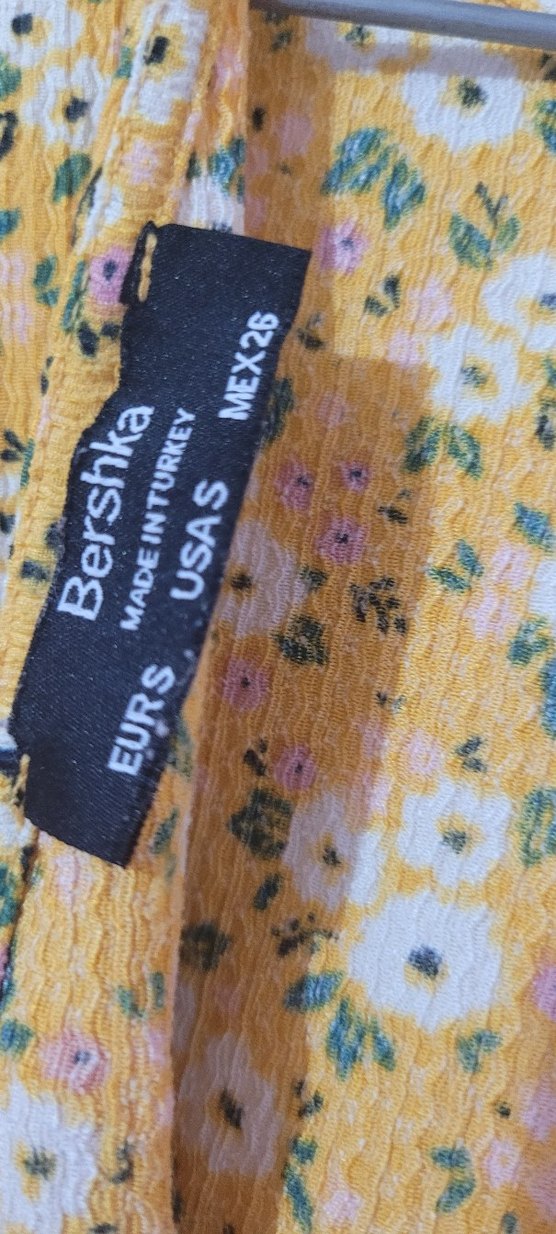 Bershka
MADE IN TURKEY
EUR S USA S MEX 26